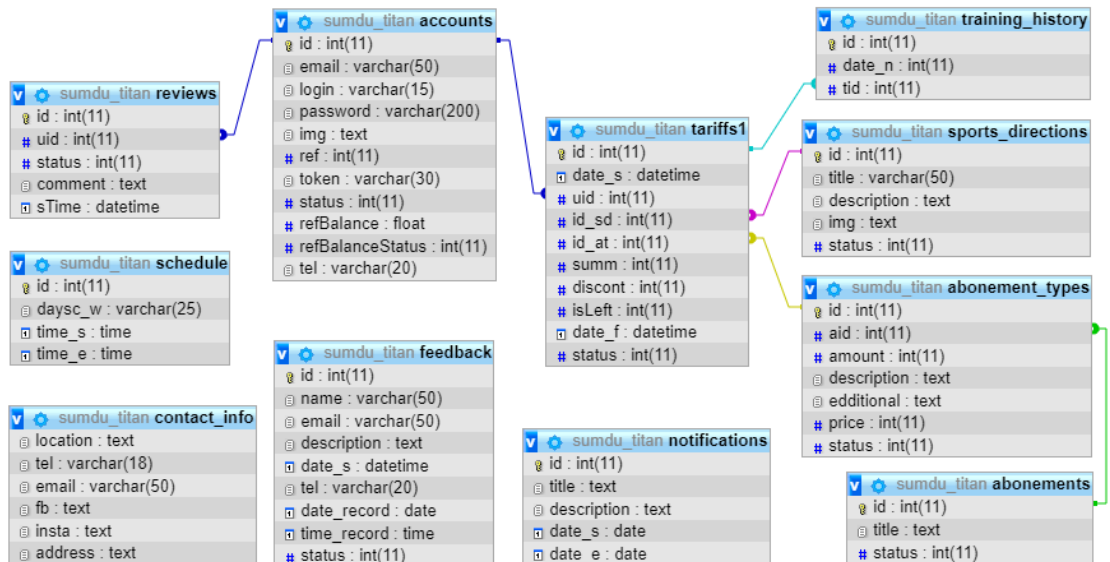 sumdu_titan accounts
id : int(11)
email : varchar(50)
login : varchar(15)
password : varchar(200)
img : text
ref : int(11)
token : varchar(30)
status : int(11)
refBalance : float
refBalanceStatus : int(11)
tel : varchar(20)
sumdu_titan training_history
id : int(11)
date_n : int(11)
tid : int(11)
sumdu_titan reviews
id : int(11)
uid : int(11)
status : int(11)
comment : text
sTime : datetime
sumdu_titan tariffs1
id : int(11)
date_s : datetime
uid : int(11)
id_sd : int(11)
id_at : int(11)
summ : int(11)
discont : int(11)
isLeft : int(11)
date_f : datetime
status : int(11)
sumdu_titan sports_directions
id : int(11)
title : varchar(50)
description : text
img : text
status : int(11)
sumdu_titan schedule
id : int(11)
daysc_w : varchar(25)
time_s : time
time_e : time
sumdu_titan abonement_types
id : int(11)
aid : int(11)
amount : int(11)
description : text
edditional : text
price : int(11)
status : int(11)
sumdu_titan feedback
id : int(11)
name : varchar(50)
email : varchar(50)
description : text
date_s : datetime
tel : varchar(20)
date_record : date
time_record : time
status : int(11)
sumdu_titan contact_info
location : text
tel : varchar(18)
email : varchar(50)
fb : text
insta : text
address : text
sumdu_titan notifications
id : int(11)
title : text
description : text
date_s : date
date_e : date
sumdu_titan abonements
id : int(11)
title : text
status : int(11)